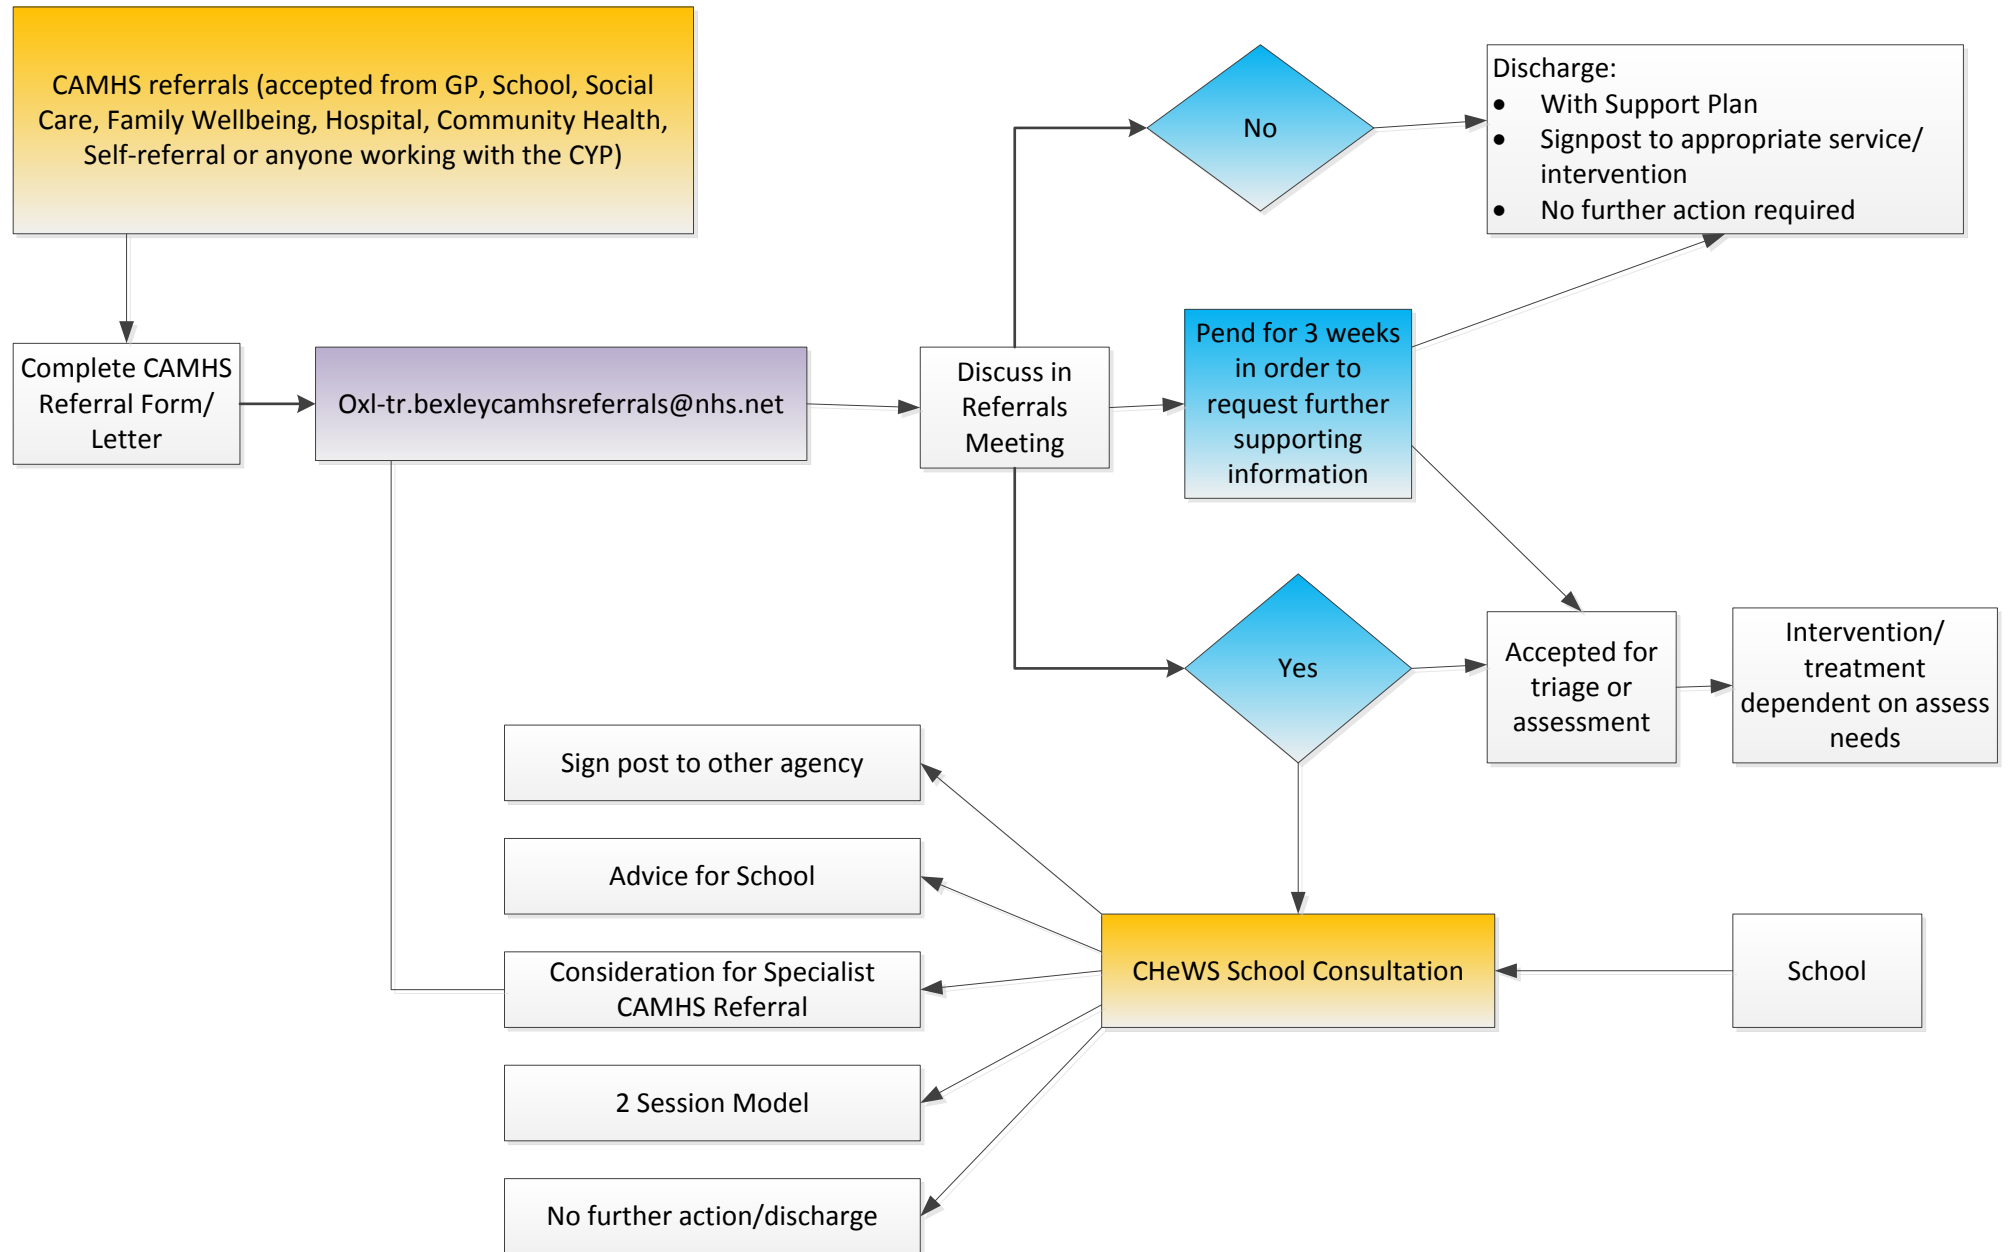 CAMHS referrals (accepted from GP, School, Social
Care, Family Wellbeing, Hospital, Community Health,
Self-referral or anyone working with the CYP)
Complete CAMHS
Referral Form/
Letter
Oxl-tr.bexleycamhsreferrals@nhs.net
Discuss in
Referrals
Meeting
No
Discharge:
• With Support Plan
• Signpost to appropriate service/
intervention
• No further action required
Pend for 3 weeks
in order to
request further
supporting
information
Yes
Accepted for
triage or
assessment
Intervention/
treatment
dependent on assess
needs
Sign post to other agency
Advice for School
Consideration for Specialist
CAMHS Referral
2 Session Model
No further action/discharge
CHeWS School Consultation
School